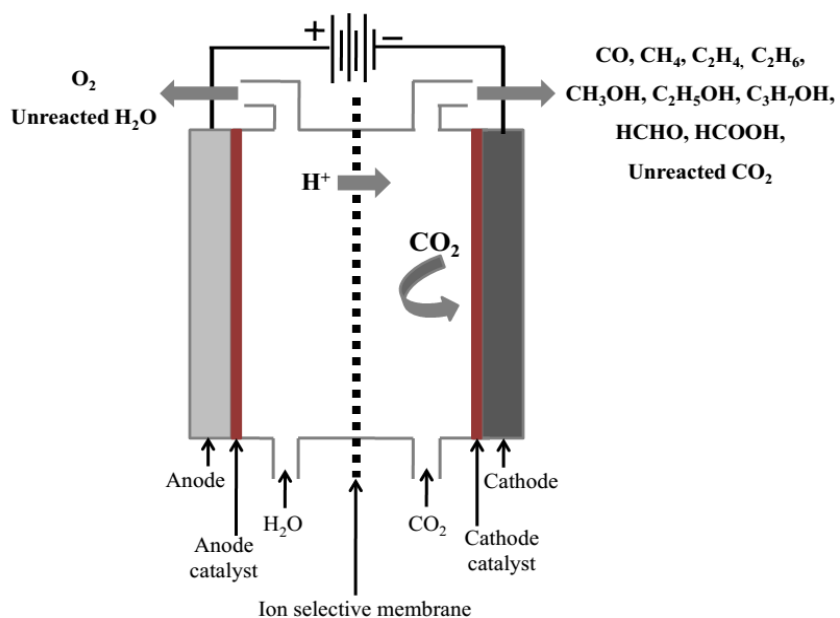 +
−
O₂
Unreacted H₂O
CO, CH₄, C₂H₄, C₂H₆,
CH₃OH, C₂H₅OH, C₃H₇OH,
HCHO, HCOOH,
Unreacted CO₂
H⁺
CO₂
Anode
H₂O
CO₂
Cathode
Anode
catalyst
Cathode
catalyst
Ion selective membrane